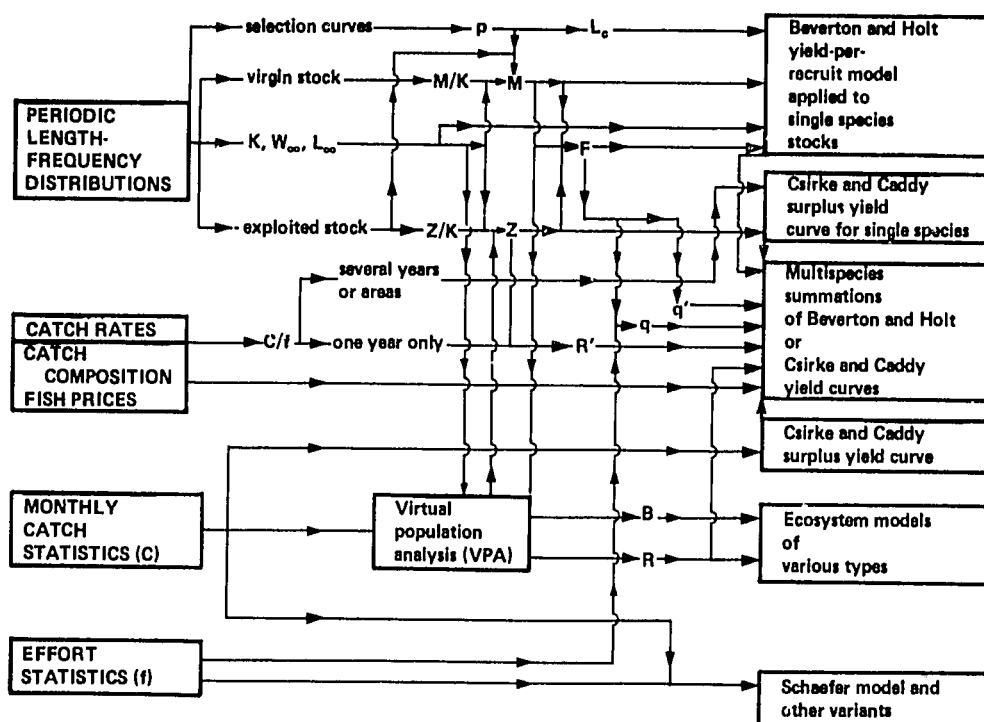 selection curves
p
L_c
virgin stock
M/K
M
PERIODIC
LENGTH-
FREQUENCY
DISTRIBUTIONS
K, W∞, L∞
F
exploited stock
Z/K
Z
several years
or areas
CATCH RATES
CATCH
COMPOSITION
FISH PRICES
C/f
one year only
R'
q
q'
MONTHLY
CATCH
STATISTICS (C)
Virtual
population
analysis (VPA)
B
R
EFFORT
STATISTICS (f)
Beverton and Holt
yield-per-
recruit model
applied to
single species
stocks
Csirke and Caddy
surplus yield
curve for single species
Multispecies
summations
of Beverton and Holt
or
Csirke and Caddy
yield curves
Csirke and Caddy
surplus yield curve
Ecosystem models
of
various types
Schaefer model and
other variants